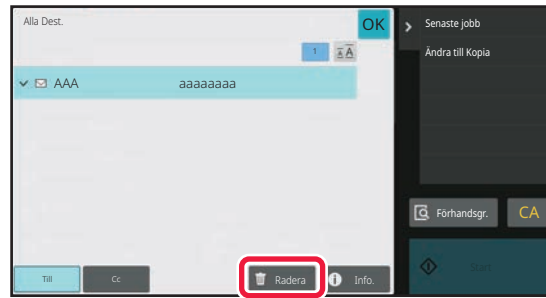 Alla Dest.
OK
1
AAA aaaaaaaa
Till
Cc
Radera
Info.
Senaste jobb
Ändra till Kopia
Förhandsgr.
CA
Start